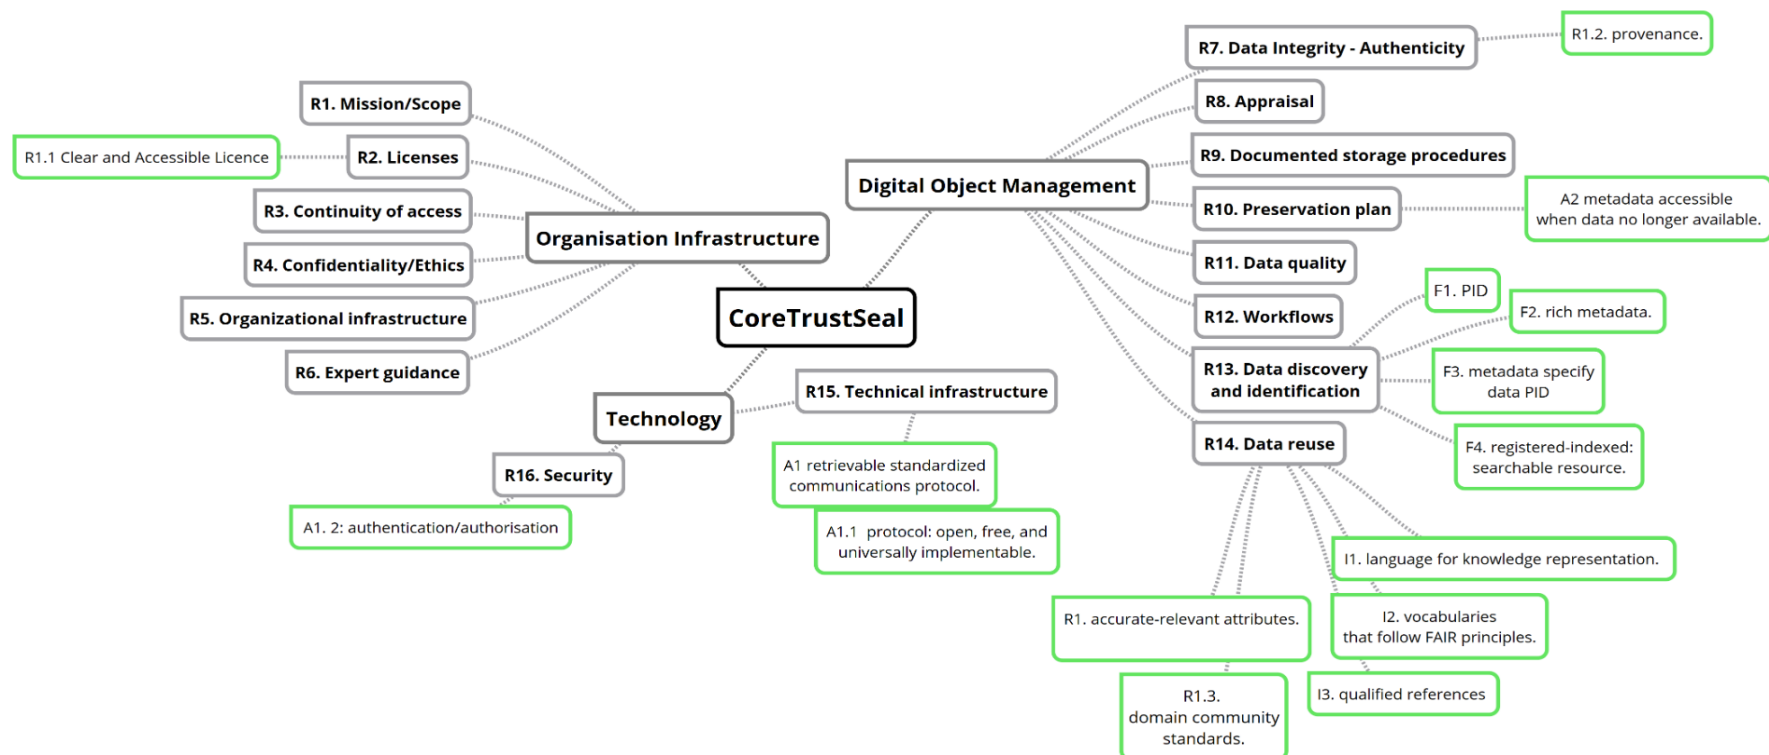 R7. Data Integrity - Authenticity
R1.2. provenance.
R1. Mission/Scope
R8. Appraisal
R1.1 Clear and Accessible Licence
R2. Licenses
R9. Documented storage procedures
Digital Object Management
R3. Continuity of access
R10. Preservation plan
A2 metadata accessible
when data no longer available.
Organisation Infrastructure
R4. Confidentiality/Ethics
R11. Data quality
F1. PID
R5. Organizational infrastructure
CoreTrustSeal
R12. Workflows
F2. rich metadata.
R6. Expert guidance
R13. Data discovery
and identification
F3. metadata specify
data PID
R15. Technical infrastructure
Technology
R14. Data reuse
F4. registered-indexed:
searchable resource.
R16. Security
A1 retrievable standardized
communications protocol.
A1. 2: authentication/authorisation
A1.1  protocol: open, free, and
universally implementable.
I1. language for knowledge representation.
R1. accurate-relevant attributes.
I2. vocabularies
that follow FAIR principles.
I3. qualified references
R1.3.
domain community
standards.